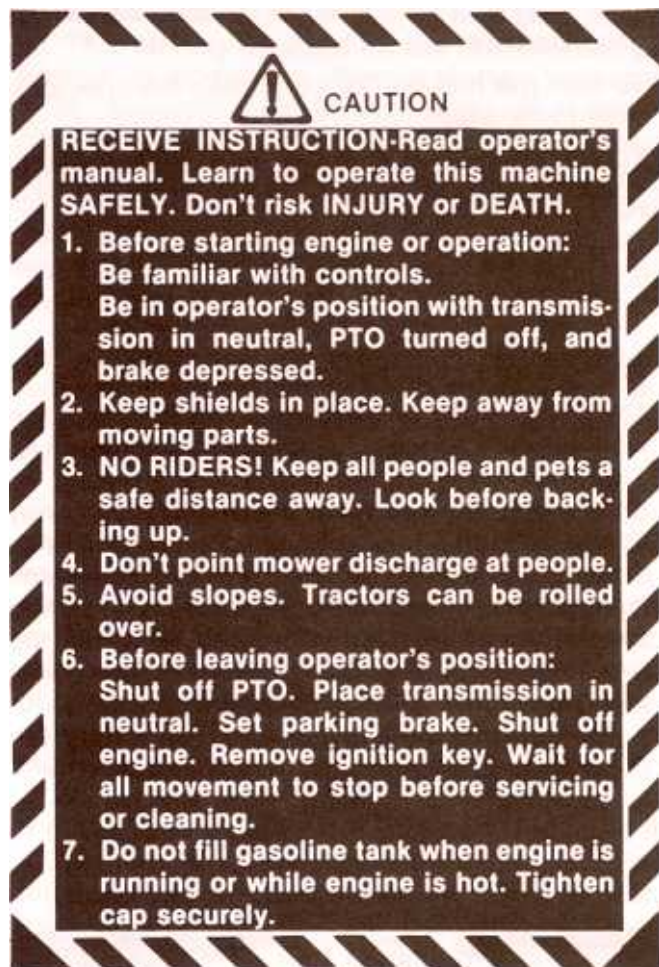 CAUTION
RECEIVE INSTRUCTION-Read operator's
manual. Learn to operate this machine
SAFELY. Don't risk INJURY or DEATH.
1. Before starting engine or operation:
Be familiar with controls.
Be in operator's position with transmis-
sion in neutral, PTO turned off, and
brake depressed.
2. Keep shields in place. Keep away from
moving parts.
3. NO RIDERS! Keep all people and pets a
safe distance away. Look before back-
ing up.
4. Don't point mower discharge at people.
5. Avoid slopes. Tractors can be rolled
over.
6. Before leaving operator's position:
Shut off PTO. Place transmission in
neutral. Set parking brake. Shut off
engine. Remove ignition key. Wait for
all movement to stop before servicing
or cleaning.
7. Do not fill gasoline tank when engine is
running or while engine is hot. Tighten
cap securely.